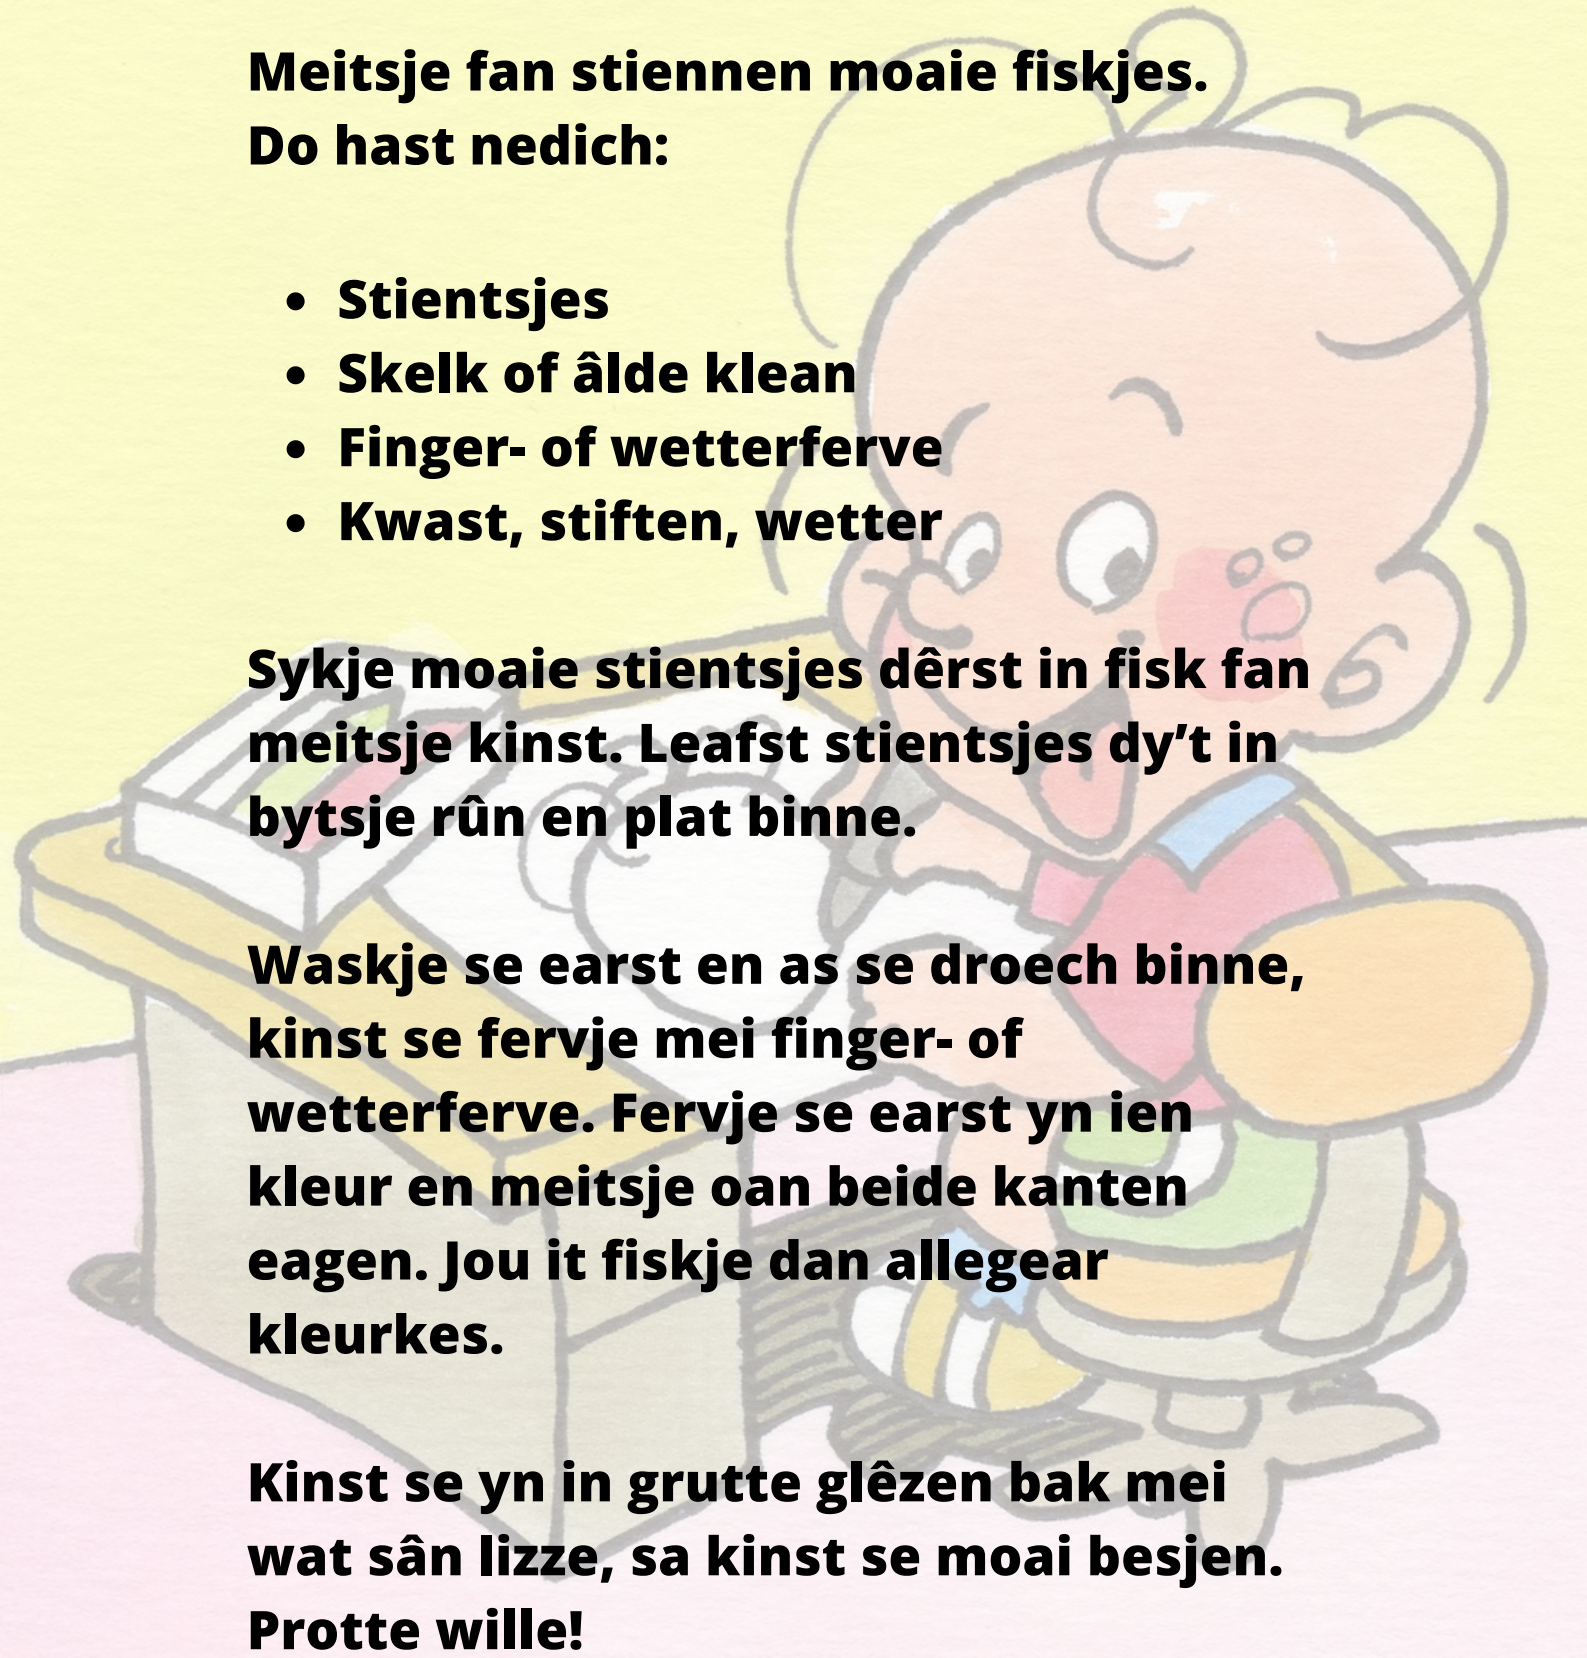 Meitsje fan stiennen moaie fiskjes.
Do hast nedich:
• Stientsjes
• Skelk of âlde klean
• Finger- of wetterferve
• Kwast, stiften, wetter
Sykje moaie stientsjes dêrst in fisk fan
meitsje kinst. Leafst stientsjes dy’t in
bytsje rûn en plat binne.
Waskje se earst en as se droech binne,
kinst se fervje mei finger- of
wetterferve. Fervje se earst yn ien
kleur en meitsje oan beide kanten
eagen. Jou it fiskje dan allegear
kleurkes.
Kinst se yn in grutte glêzen bak mei
wat sân lizze, sa kinst se moai besjen.
Protte wille!